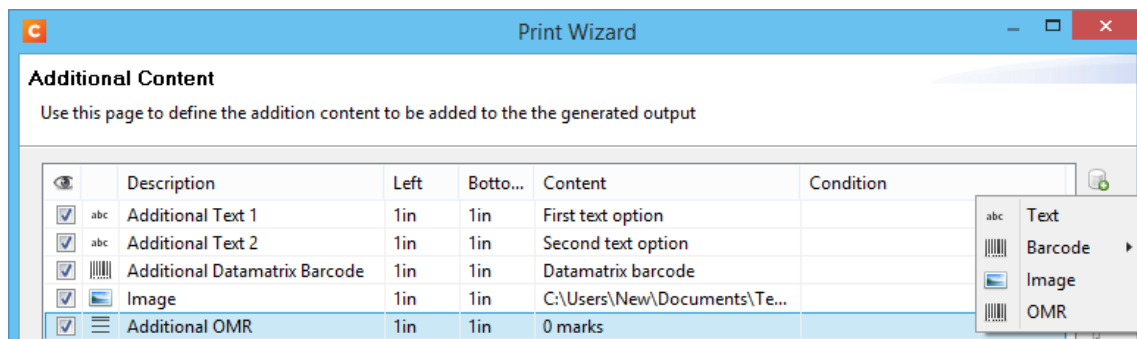 C Print Wizard
Additional Content
Use this page to define the addition content to be added to the the generated output
Description Left Botto... Content Condition
abc Additional Text 1 1in 1in First text option
abc Additional Text 2 1in 1in Second text option
Additional Datamatrix Barcode 1in 1in Datamatrix barcode
Image 1in 1in C:\Users\New\Documents\Te...
Additional OMR 1in 1in 0 marks
abc Text
Barcode
Image
OMR